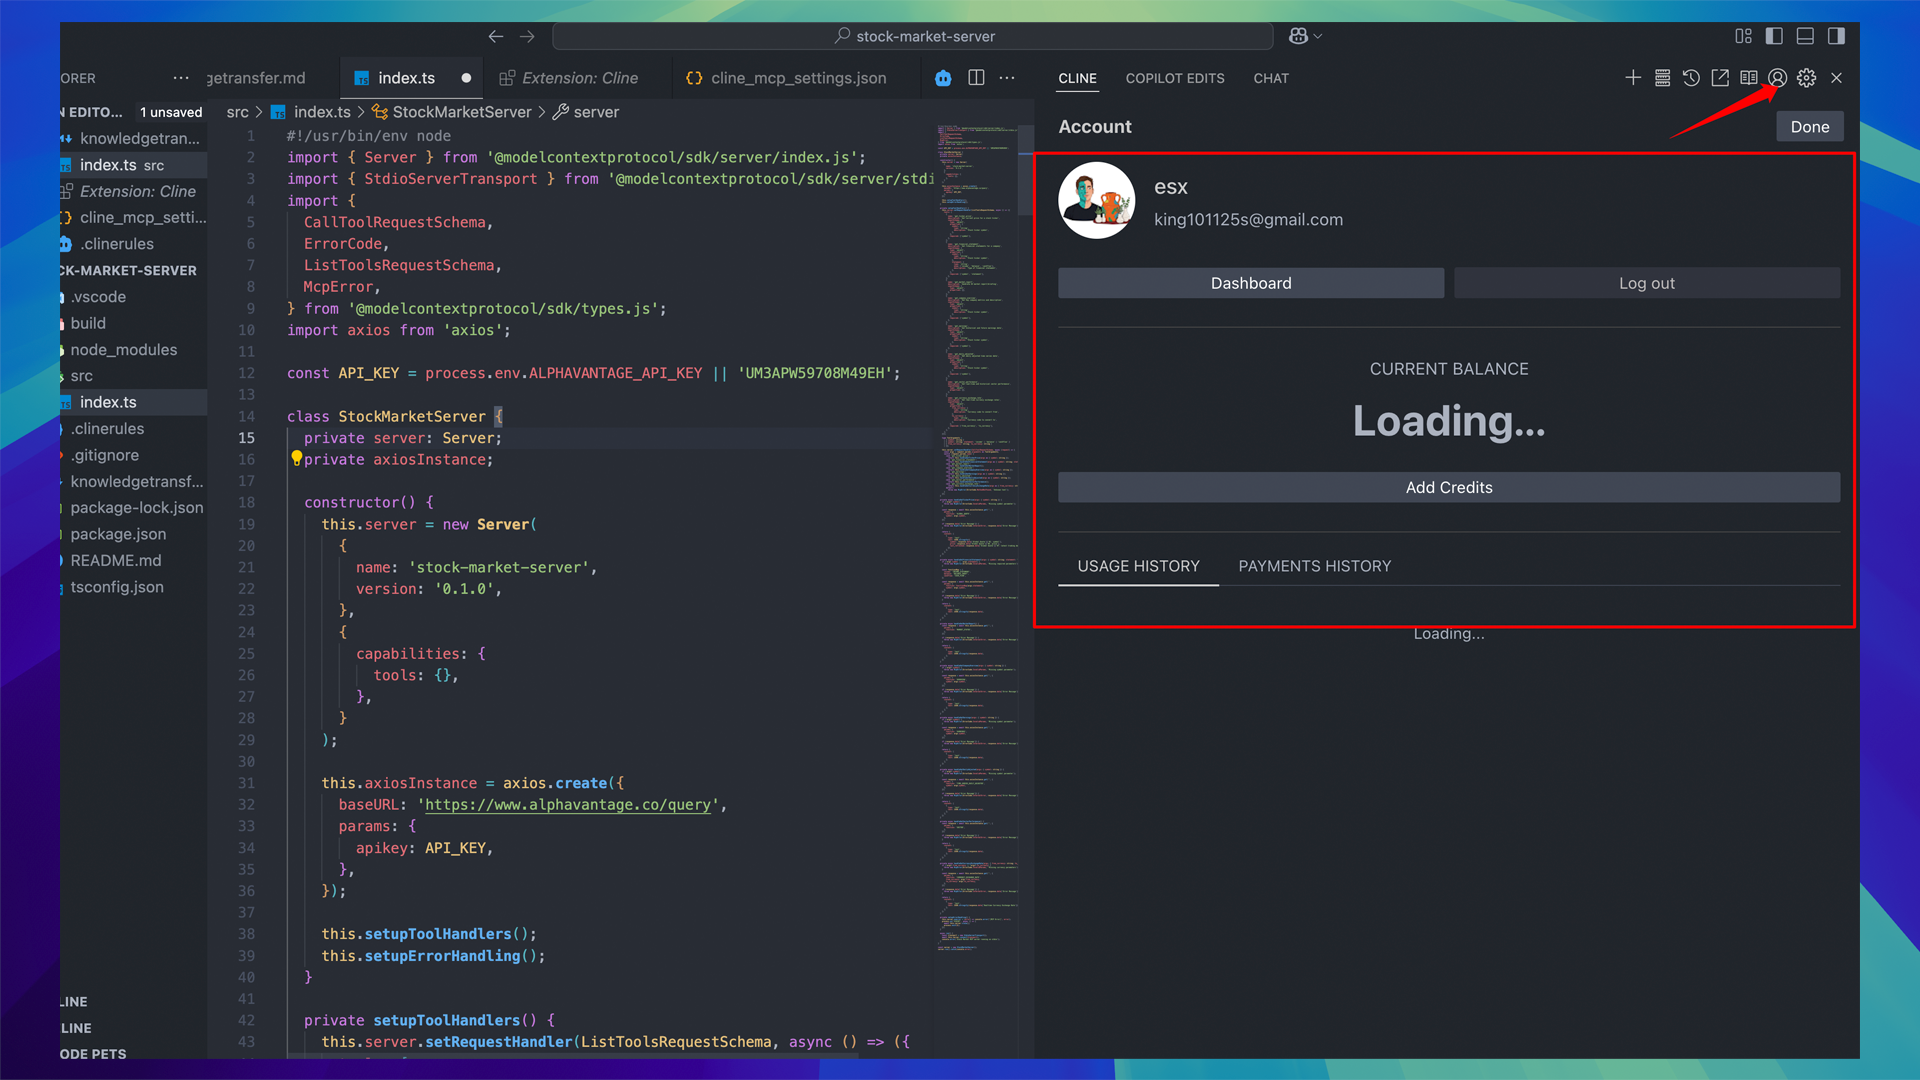 stock-market-server
ORER
getransfer.md
index.ts
Extension: Cline
cline_mcp_settings.json
CLINE
COPILOT EDITS
CHAT
N EDITO...
1 unsaved
knowledgetran...
index.ts src
Extension: Cline
cline_mcp_setti...
.clinerules
CK-MARKET-SERVER
.vscode
build
node_modules
src
index.ts
.clinerules
.gitignore
knowledgetransf...
package-lock.json
package.json
README.md
tsconfig.json
LINE
LINE
ODE PETS
src > index.ts > StockMarketServer > server
1 #!/usr/bin/env node
2 import { Server } from '@modelcontextprotocol/sdk/server/index.js';
3 import { StdioServerTransport } from '@modelcontextprotocol/sdk/server/stdi
4 import {
5 CallToolRequestSchema,
6 ErrorCode,
7 ListToolsRequestSchema,
8 McpError,
9 } from '@modelcontextprotocol/sdk/types.js';
10 import axios from 'axios';
11
12 const API_KEY = process.env.ALPHAVANTAGE_API_KEY || 'UM3APW59708M49EH';
13
14 class StockMarketServer {
15 private server: Server;
16 private axiosInstance;
17
18 constructor() {
19 this.server = new Server(
20 {
21 name: 'stock-market-server',
22 version: '0.1.0',
23 },
24 {
25 capabilities: {
26 tools: {},
27 },
28 }
29 );
30
31 this.axiosInstance = axios.create({
32 baseURL: 'https://www.alphavantage.co/query',
33 params: {
34 apikey: API_KEY,
35 },
36 });
37
38 this.setupToolHandlers();
39 this.setupErrorHandling();
40 }
41
42 private setupToolHandlers() {
43 this.server.setRequestHandler(ListToolsRequestSchema, async () => ({
Account
Done
esx
king101125s@gmail.com
Dashboard
Log out
CURRENT BALANCE
Loading...
Add Credits
USAGE HISTORY
PAYMENTS HISTORY
Loading...